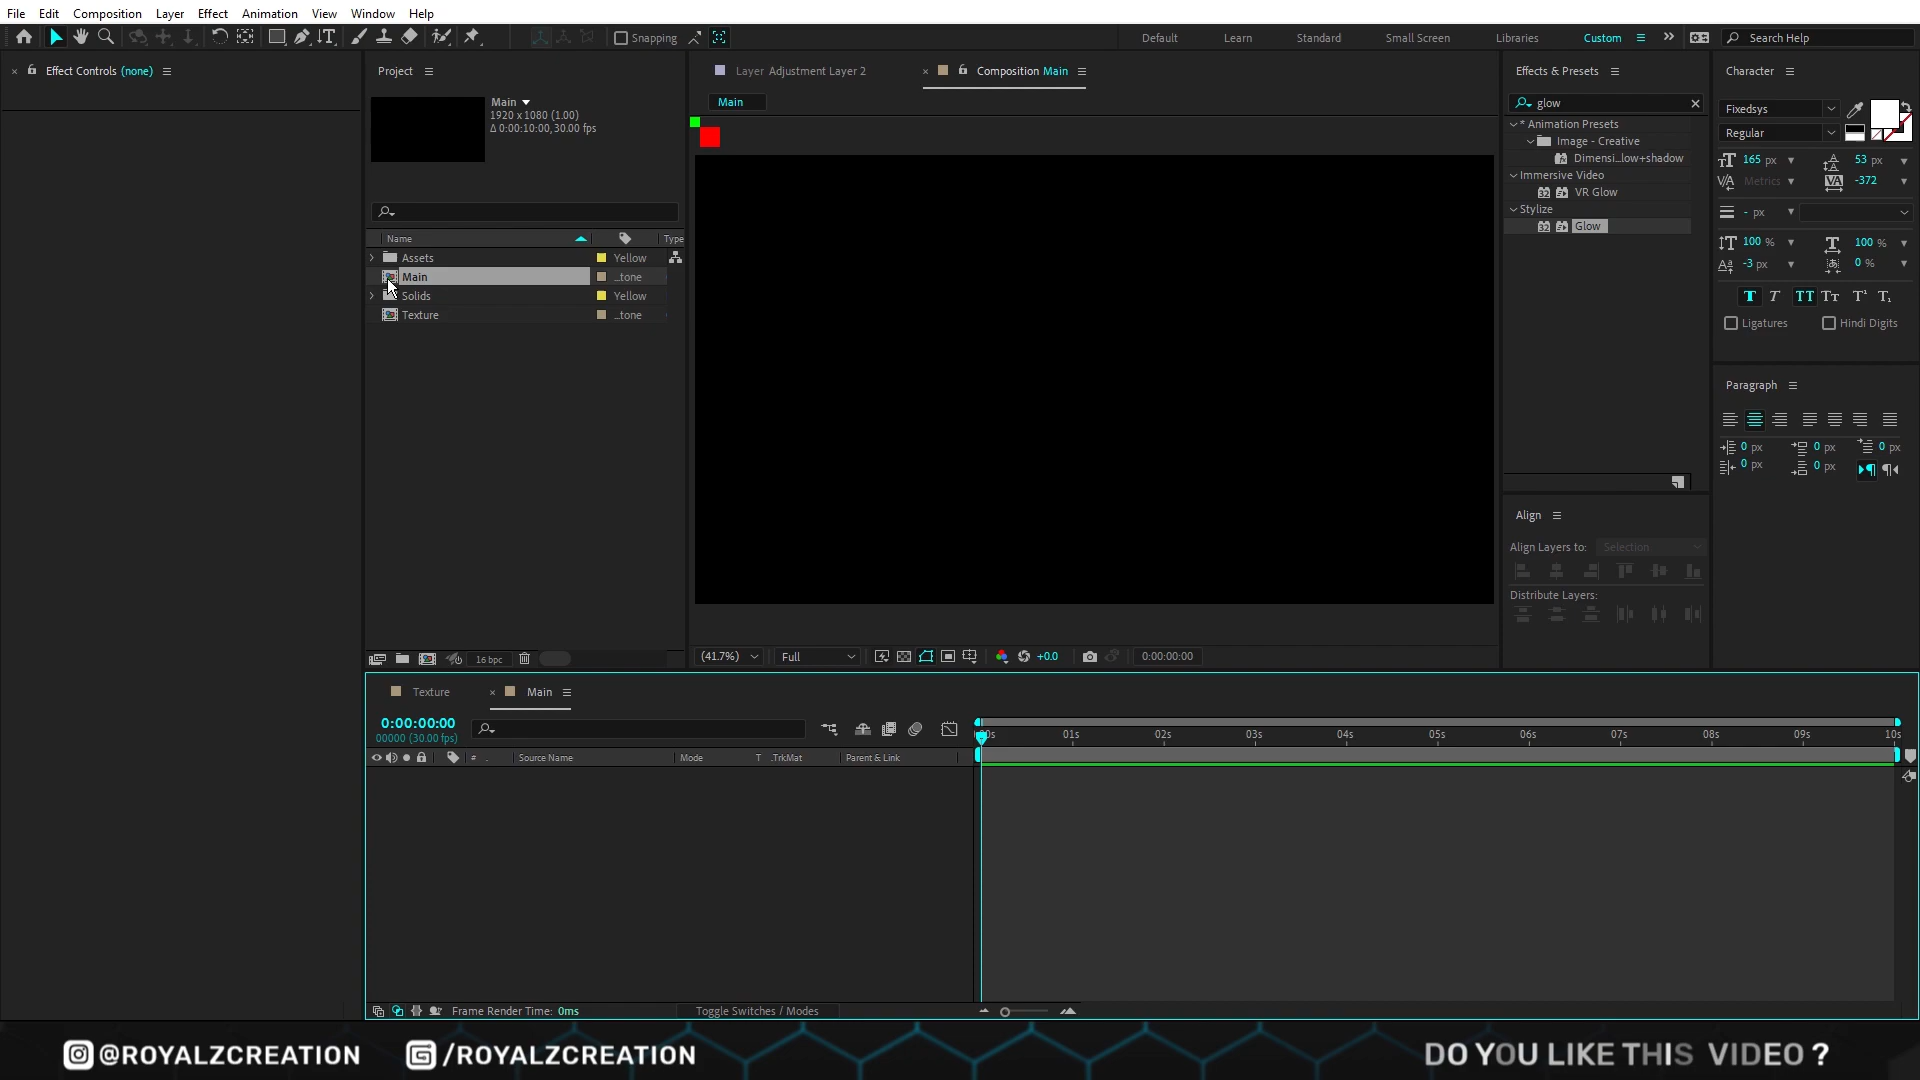 File Edit Composition Layer Effect Animation View Window Help
Snapping Default Learn Standard Small Screen Libraries Custom Search Help
Effect Controls (none)
Project
Main
1920 x 1080 (1.00)
Δ 0:00:10:00, 30.00 fps
Name Type
Assets Yellow
Main ...tone
Solids Yellow
Texture ...tone
16 bpc
Layer Adjustment Layer 2 Composition Main
Main
(41.7%) Full +0.0 0:00:00:00
Effects & Presets
glow
* Animation Presets
Image - Creative
Dimensi...low+shadow
Immersive Video
VR Glow
Stylize
Glow
Align
Align Layers to: Selection
Distribute Layers:
Character
Fixedsys
Regular
165 px 53 px
Metrics -372
- px
100 % 100 %
-3 px 0 %
Ligatures Hindi Digits
Paragraph
0 px 0 px 0 px
0 px 0 px
Texture Main
0:00:00:00
00000 (30.00 fps)
# Source Name Mode T .TrkMat Parent & Link
01s 02s 03s 04s 05s 06s 07s 08s 09s 10s
Frame Render Time: 0ms Toggle Switches / Modes
@ROYALZCREATION /ROYALZCREATION DO YOU LIKE THIS VIDEO ?